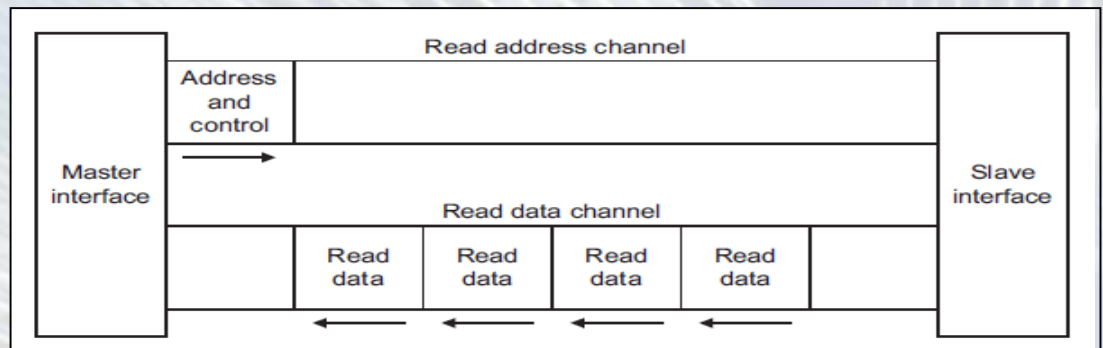 Read address channel
Address
and
control
Master
interface
Slave
interface
Read data channel
Read
data
Read
data
Read
data
Read
data